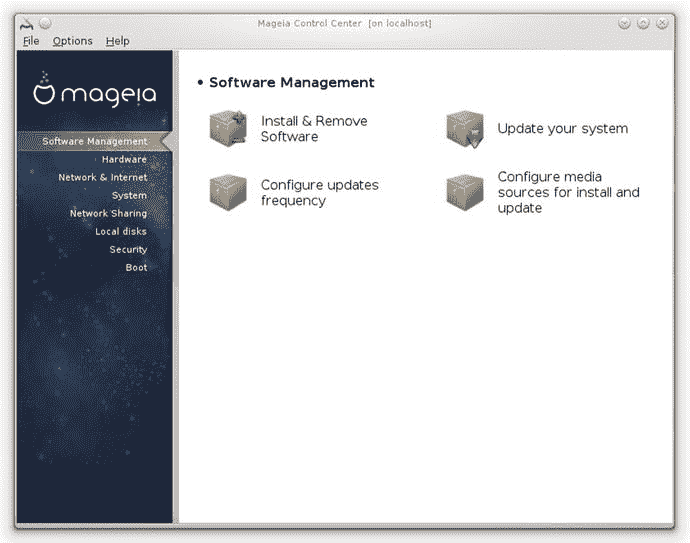 Mageia Control Center [on localhost]
File Options Help
mageia
Software Management
Hardware
Network & Internet
System
Network Sharing
Local disks
Security
Boot
• Software Management
Install & Remove
Software
Update your system
Configure updates
frequency
Configure media
sources for install and
update